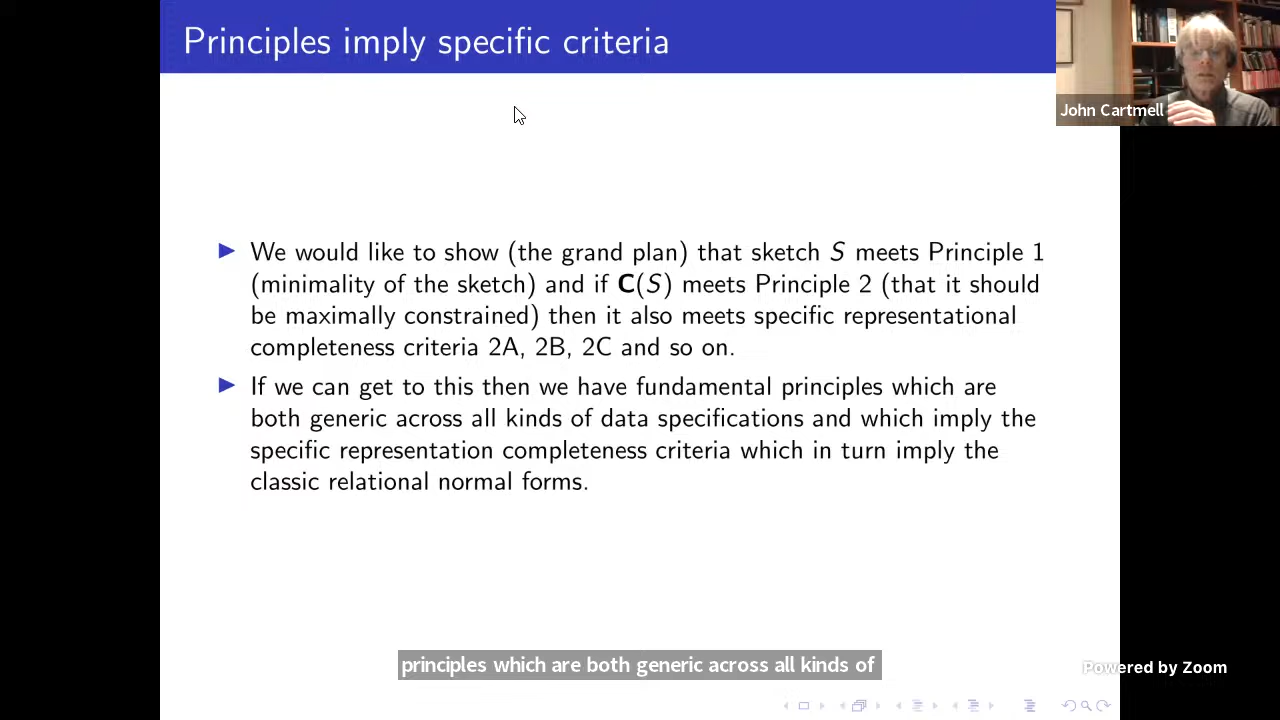 Principles imply specific criteria
John Cartmell
▶ We would like to show (the grand plan) that sketch S meets Principle 1
(minimality of the sketch) and if C(S) meets Principle 2 (that it should
be maximally constrained) then it also meets specific representational
completeness criteria 2A, 2B, 2C and so on.
▶ If we can get to this then we have fundamental principles which are
both generic across all kinds of data specifications and which imply the
specific representation completeness criteria which in turn imply the
classic relational normal forms.
principles which are both generic across all kinds of
Powered by Zoom